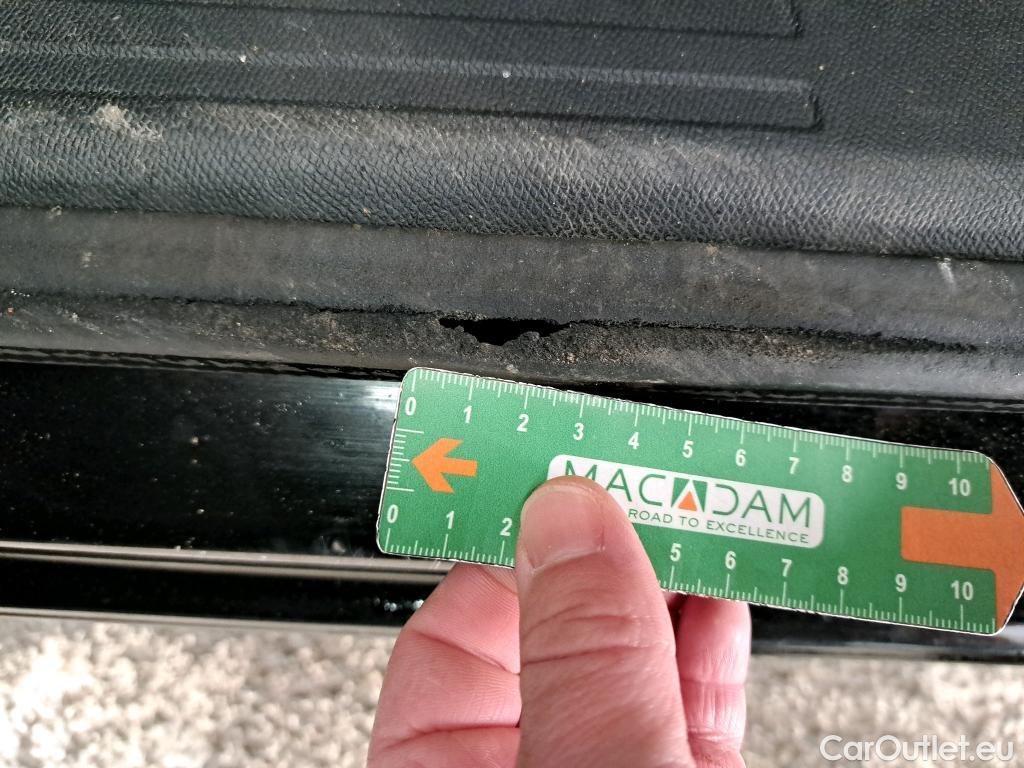 0 1 2 3 4 5 6 7 8 9 10
MACADAM
ROAD TO EXCELLENCE
0 1 2 5 6 7 8 9 10
CarOutlet.eu